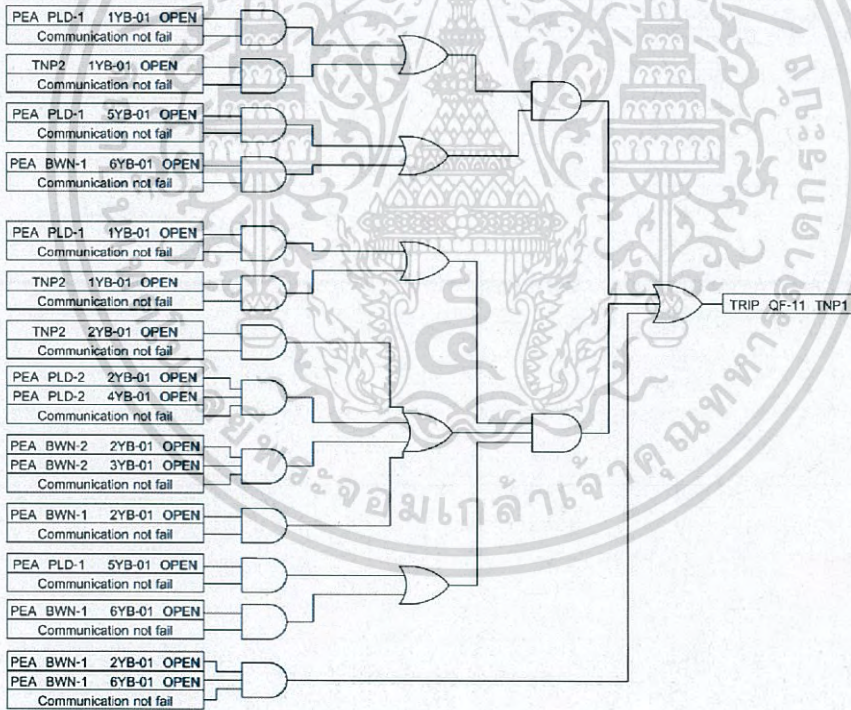 PEA PLD-1 1YB-01 OPEN
Communication not fail
TNP2 1YB-01 OPEN
Communication not fail
PEA PLD-1 5YB-01 OPEN
Communication not fail
PEA BWN-1 6YB-01 OPEN
Communication not fail
PEA PLD-1 1YB-01 OPEN
Communication not fail
TNP2 1YB-01 OPEN
Communication not fail
TNP2 2YB-01 OPEN
Communication not fail
PEA PLD-2 2YB-01 OPEN
PEA PLD-2 4YB-01 OPEN
Communication not fail
PEA BWN-2 2YB-01 OPEN
PEA BWN-2 3YB-01 OPEN
Communication not fail
PEA BWN-1 2YB-01 OPEN
Communication not fail
PEA PLD-1 5YB-01 OPEN
Communication not fail
PEA BWN-1 6YB-01 OPEN
Communication not fail
PEA BWN-1 2YB-01 OPEN
PEA BWN-1 6YB-01 OPEN
Communication not fail
TRIP QF-11 TNP1